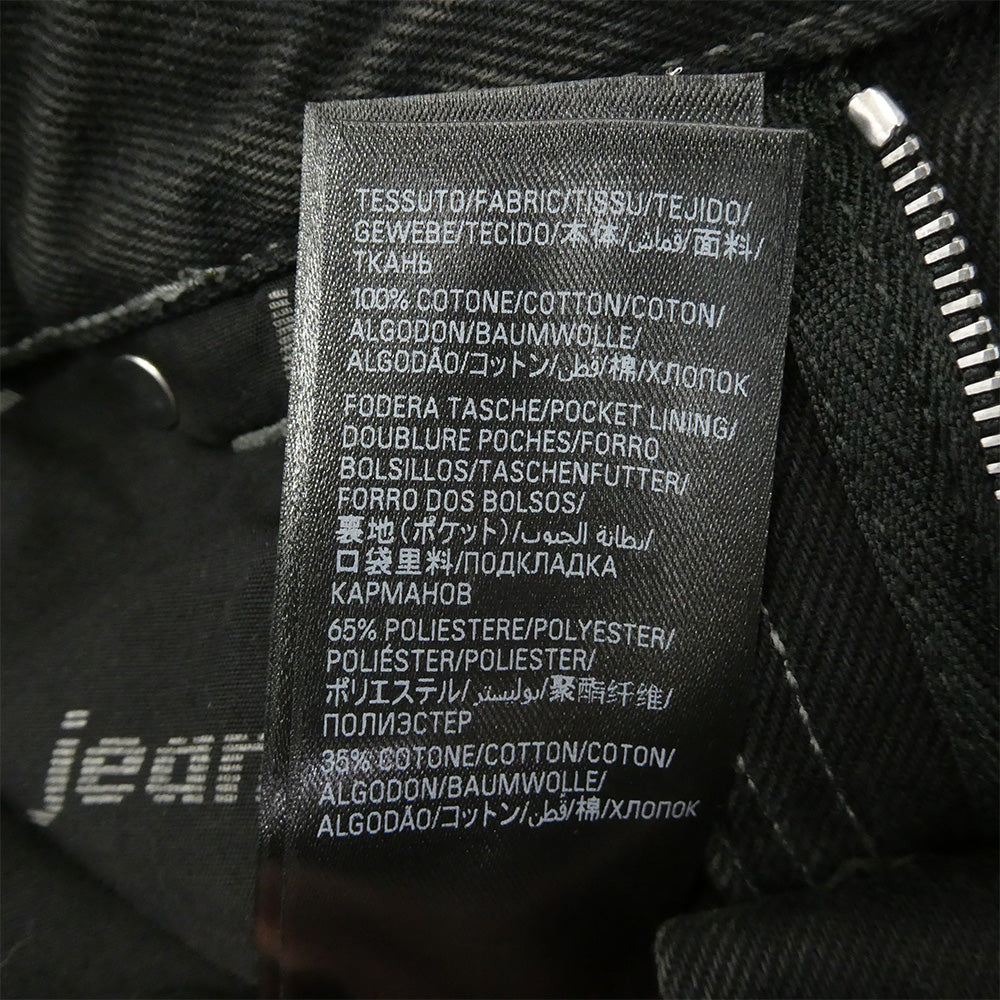 TESSUTO/FABRIC/TISSU/TEJIDO/
GEWEBE/TECIDO/本体/قماش/面料/
ТКАНЬ
100% COTONE/COTTON/COTON/
ALGODON/BAUMWOLLE/
ALGODÃO/コットン/قطن/棉/ХЛОПОК
FODERA TASCHE/POCKET LINING/
DOUBLURE POCHES/FORRO
BOLSILLOS/TASCHENFUTTER/
FORRO DOS BOLSOS/
裏地(ポケット)/بطانة الجيوب/
口袋里料/ПОДКЛАДКА
КАРМАНОВ
65% POLIESTERE/POLYESTER/
POLIÉSTER/POLIESTER/
ポリエステル/بوليستر/聚酯纤维/
ПОЛИЭСТЕР
35% COTONE/COTTON/COTON/
ALGODON/BAUMWOLLE/
ALGODÃO/コットン/قطن/棉/ХЛОПОК
jean